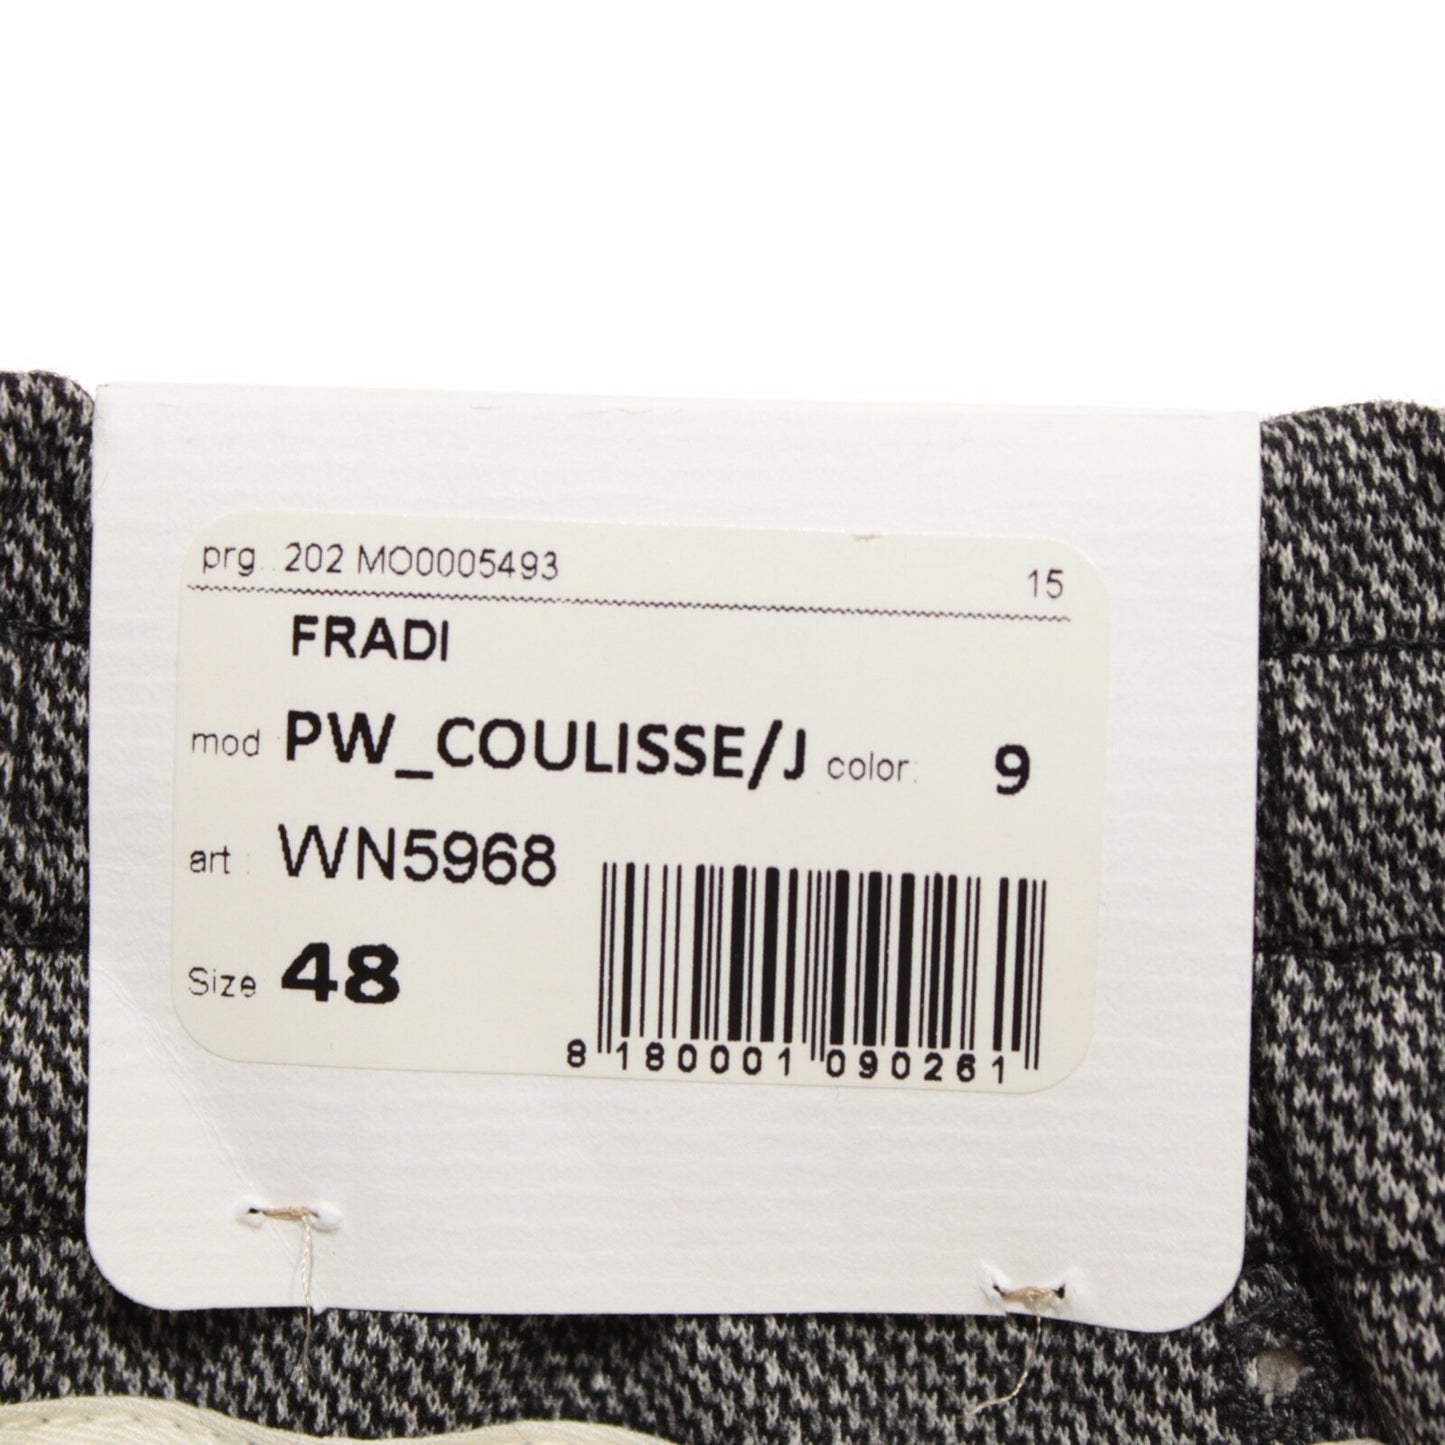 prg.: 202 MO0005493 15
FRADI
mod PW_COULISSE/J color: 9
art: WN5968
Size 48
8 180001 090261